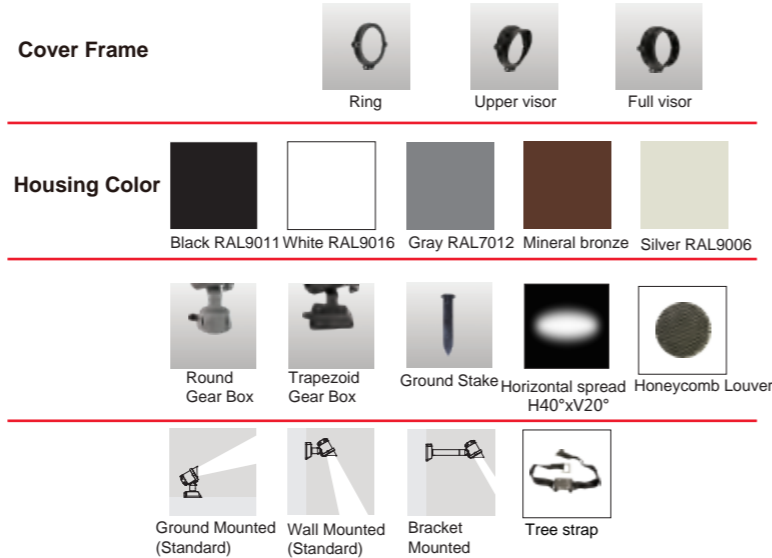 Cover Frame
Ring
Upper visor
Full visor
Housing Color
Black RAL9011
White RAL9016
Gray RAL7012
Mineral bronze
Silver RAL9006
Round
Gear Box
Trapezoid
Gear Box
Ground Stake
Horizontal spread
H40°xV20°
Honeycomb Louver
Ground Mounted
(Standard)
Wall Mounted
(Standard)
Bracket
Mounted
Tree strap